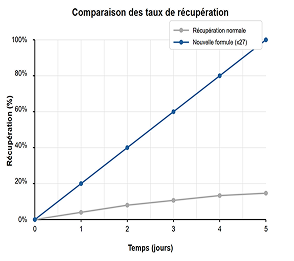 Comparaison des taux de récupération
Récupération normale
Nouvelle formule (x27)
100%
80%
60%
40%
20%
0%
Récupération (%)
0 1 2 3 4 5
Temps (jours)